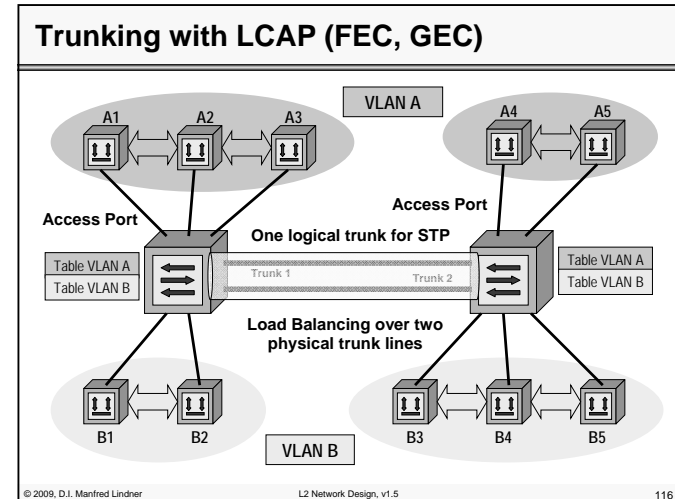 Trunking with LCAP (FEC, GEC)
VLAN A
A1
A2
A3
A4
A5
Access Port
Access Port
One logical trunk for STP
Table VLAN A
Table VLAN B
Trunk 1
Trunk 2
Table VLAN A
Table VLAN B
Load Balancing over two
physical trunk lines
B1
B2
B3
B4
B5
VLAN B
© 2009, D.I. Manfred Lindner
L2 Network Design, v1.5
116